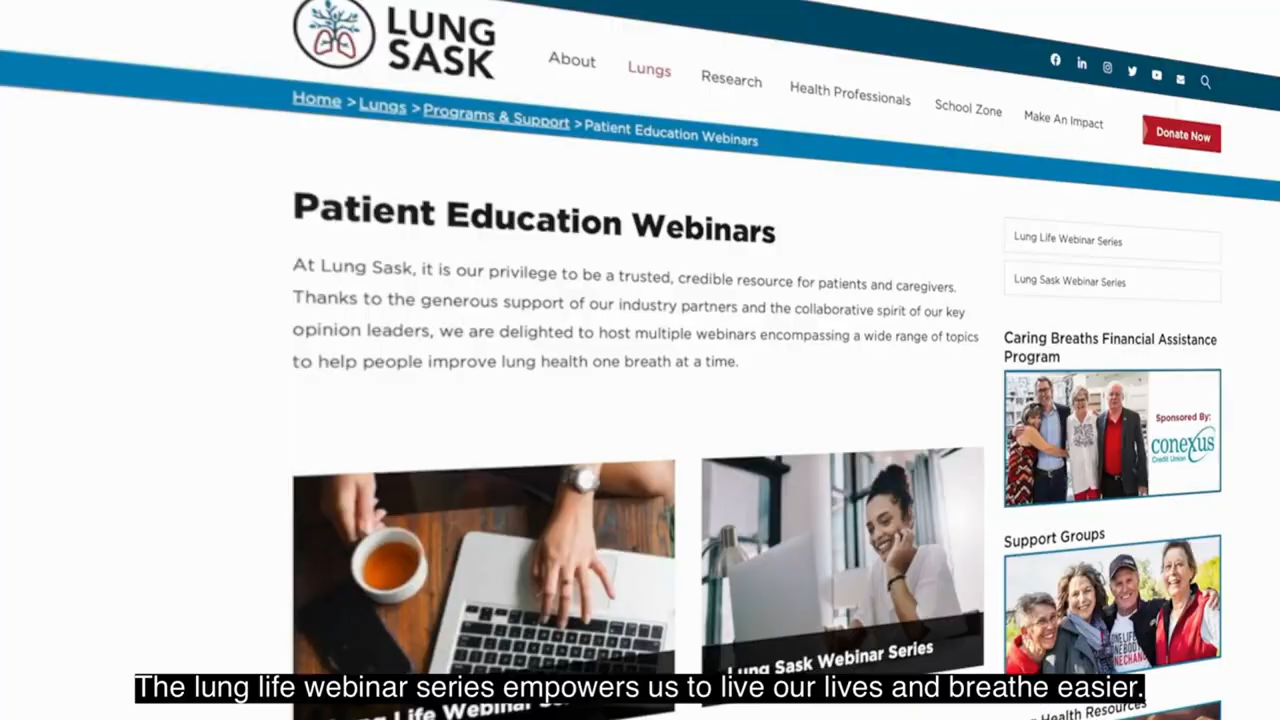 LUNG
SASK
About
Lungs
Research
Health Professionals
School Zone
Make An Impact
Donate Now
Home > Lungs > Programs & Support > Patient Education Webinars
Patient Education Webinars
At Lung Sask, it is our privilege to be a trusted, credible resource for patients and caregivers.
Thanks to the generous support of our industry partners and the collaborative spirit of our key
opinion leaders, we are delighted to host multiple webinars encompassing a wide range of topics
to help people improve lung health one breath at a time.
Lung Life Webinar Series
Lung Sask Webinar Series
Caring Breaths Financial Assistance
Program
Sponsored By:
conexus
Credit Union
Support Groups
Lung Sask Webinar Series
The lung life webinar series empowers us to live our lives and breathe easier.
Life Webinar
Health Resources